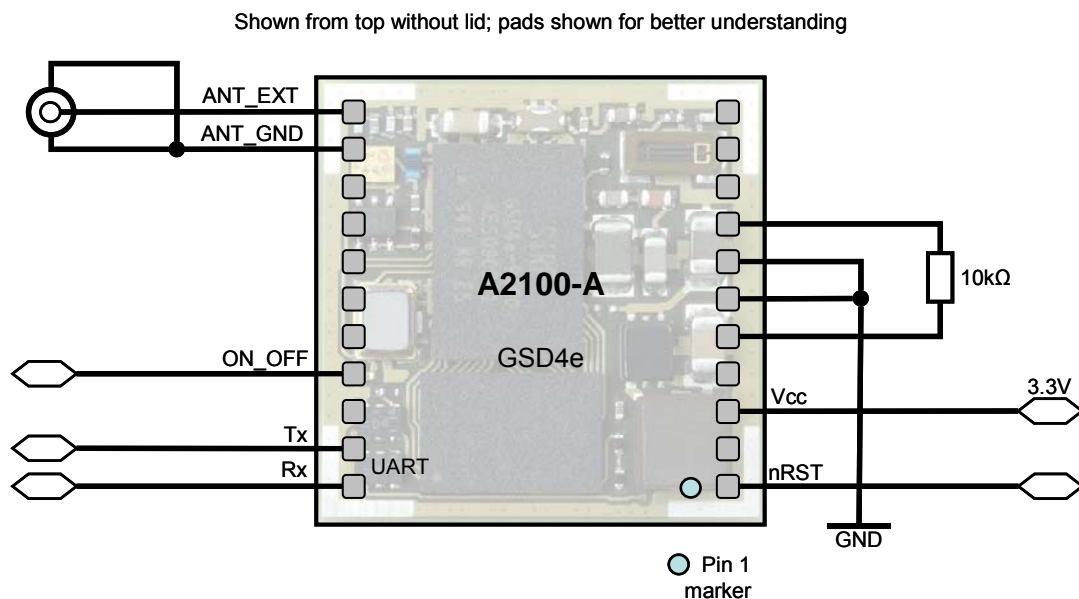 Shown from top without lid; pads shown for better understanding
ANT_EXT
ANT_GND
A2100-A
10kΩ
GSD4e
ON_OFF
Vcc
3.3V
Tx
Rx
UART
nRST
GND
Pin 1
marker